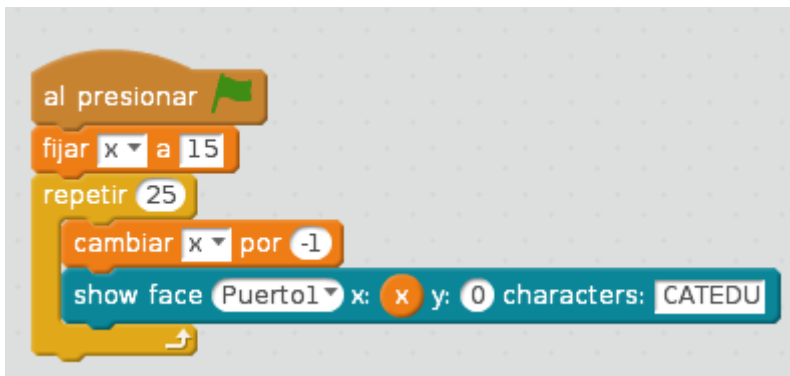 al presionar
fijar x a 15
repetir 25
cambiar x por -1
show face Puerto1 x: x y: 0 characters: CATEDU